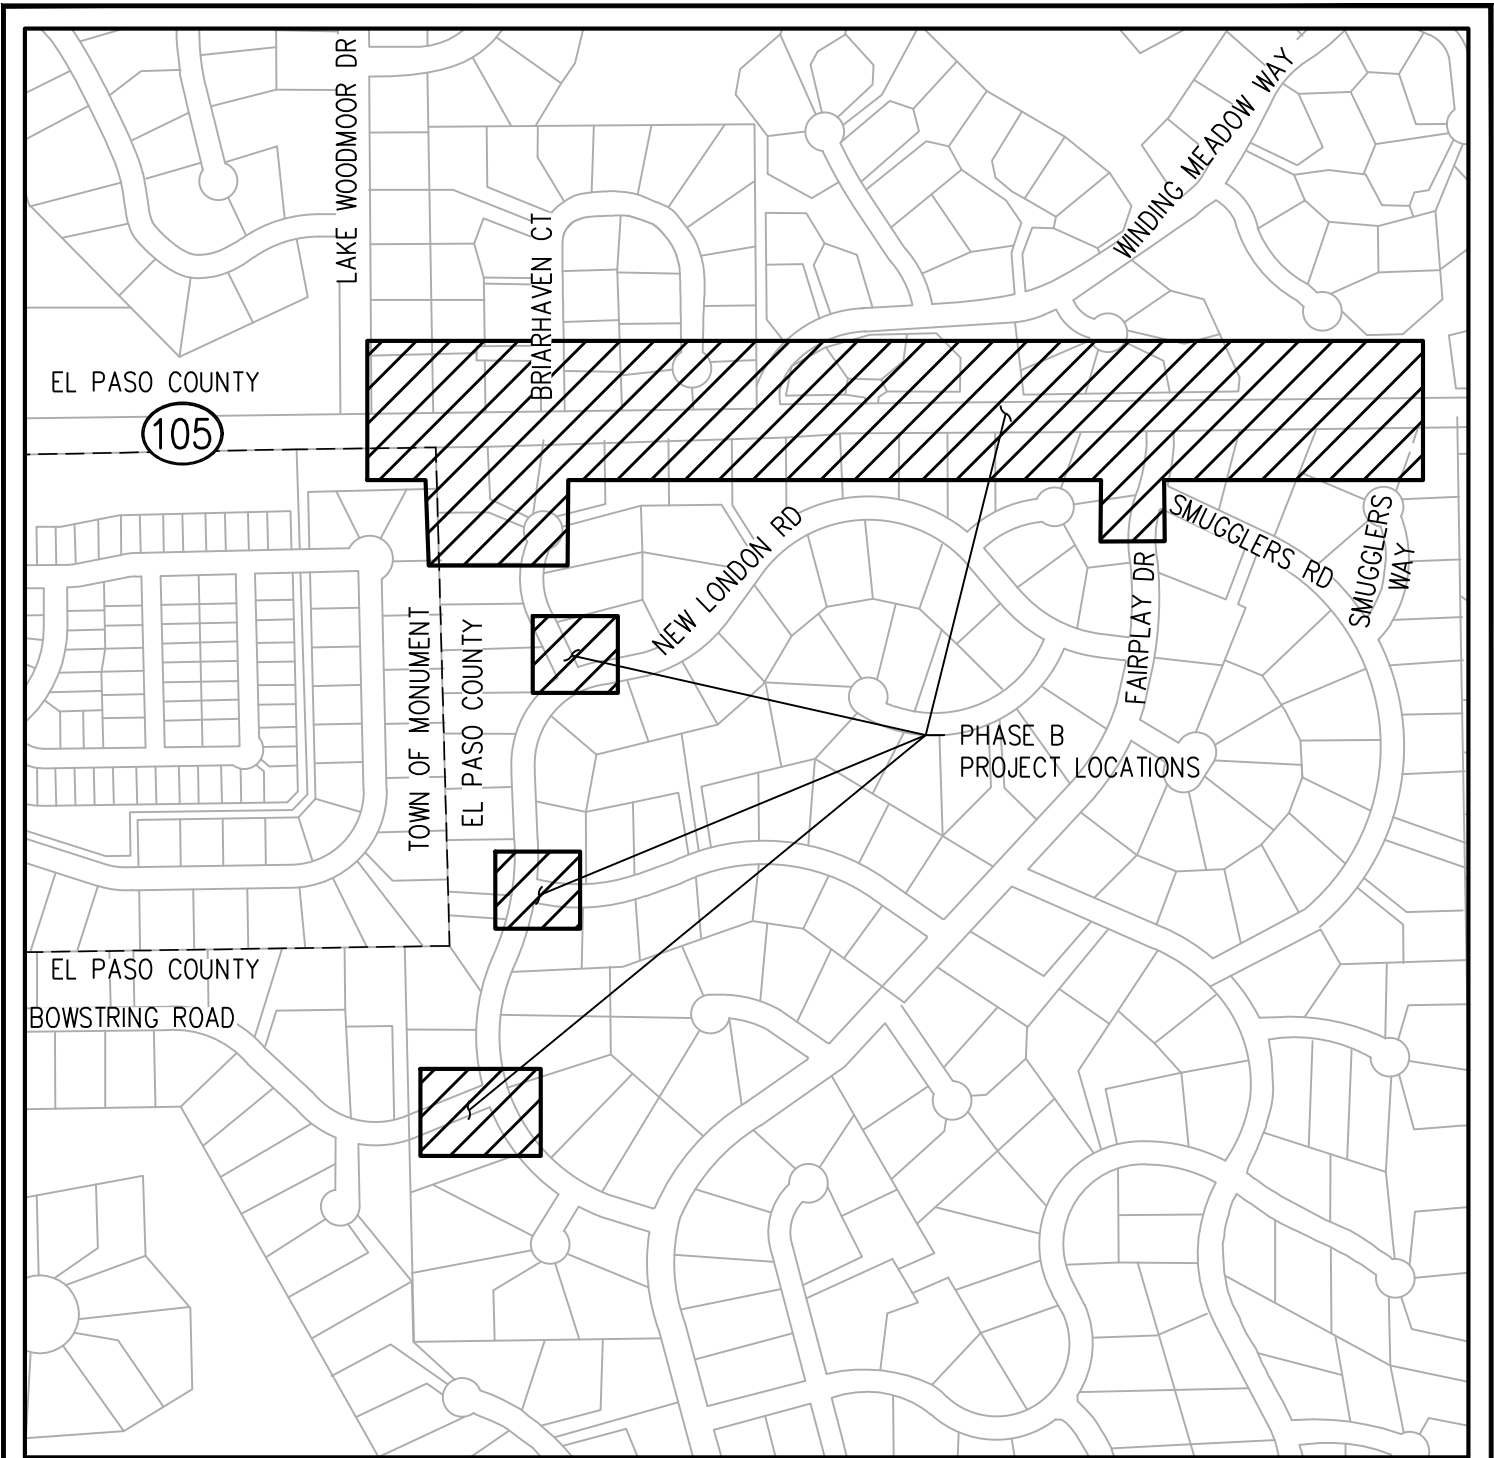 LAKE WOODMOOR DR
WINDING MEADOW WAY
BRIARHAVEN CT
EL PASO COUNTY
105
NEW LONDON RD
SMUGGLERS RD
SMUGGLERS
WAY
FAIRPLAY DR
TOWN OF MONUMENT
EL PASO COUNTY
PHASE B
PROJECT LOCATIONS
EL PASO COUNTY
BOWSTRING ROAD